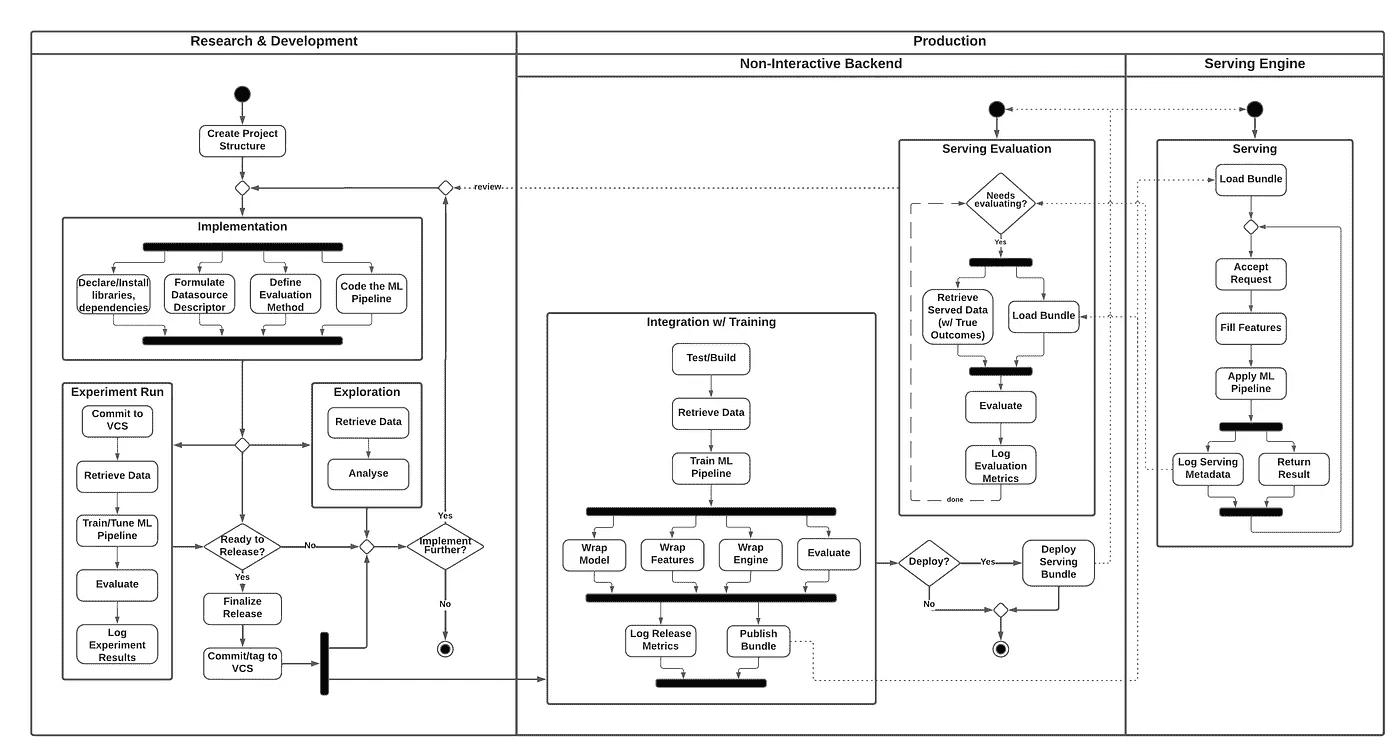 Research & Development
Production
Non-Interactive Backend
Serving Engine
Create Project
Structure
review
Implementation
Declare/Install
libraries,
dependencies
Formulate
Datasource
Descriptor
Define
Evaluation
Method
Code the ML
Pipeline
Experiment Run
Commit to
VCS
Retrieve Data
Train/Tune ML
Pipeline
Evaluate
Log
Experiment
Results
Exploration
Retrieve Data
Analyse
Ready to
Release?
No
Yes
Finalize
Release
Commit/tag to
VCS
Yes
Implement
Further?
No
Integration w/ Training
Test/Build
Retrieve Data
Train ML
Pipeline
Wrap
Model
Wrap
Features
Wrap
Engine
Evaluate
Log Release
Metrics
Publish
Bundle
Serving Evaluation
Needs
evaluating?
Yes
Retrieve
Served Data
(w/ True
Outcomes)
Load Bundle
Evaluate
Log
Evaluation
Metrics
done
Deploy?
Yes
No
Deploy
Serving
Bundle
Serving
Load Bundle
Accept
Request
Fill Features
Apply ML
Pipeline
Log Serving
Metadata
Return
Result